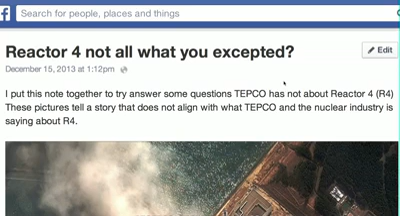 f
Search for people, places and things
Reactor 4 not all what you excepted?
Edit
December 15, 2013 at 1:12pm
I put this note together to try answer some questions TEPCO has not about Reactor 4 (R4)
These pictures tell a story that does not align with what TEPCO and the nuclear industry is
saying about R4.